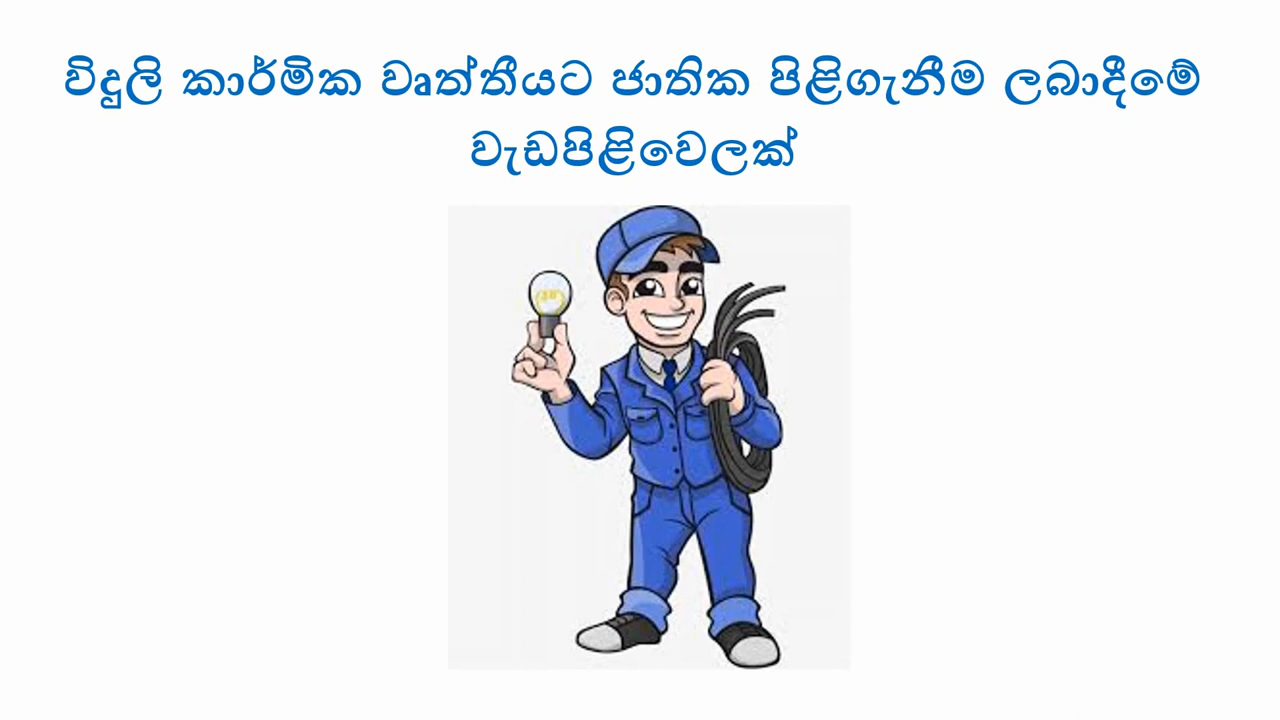 විදුලි කාර්මික වෘත්තීයට ජාතික පිළිගැනීම ලබාදීමේ
වැඩපිළිවෙලක්